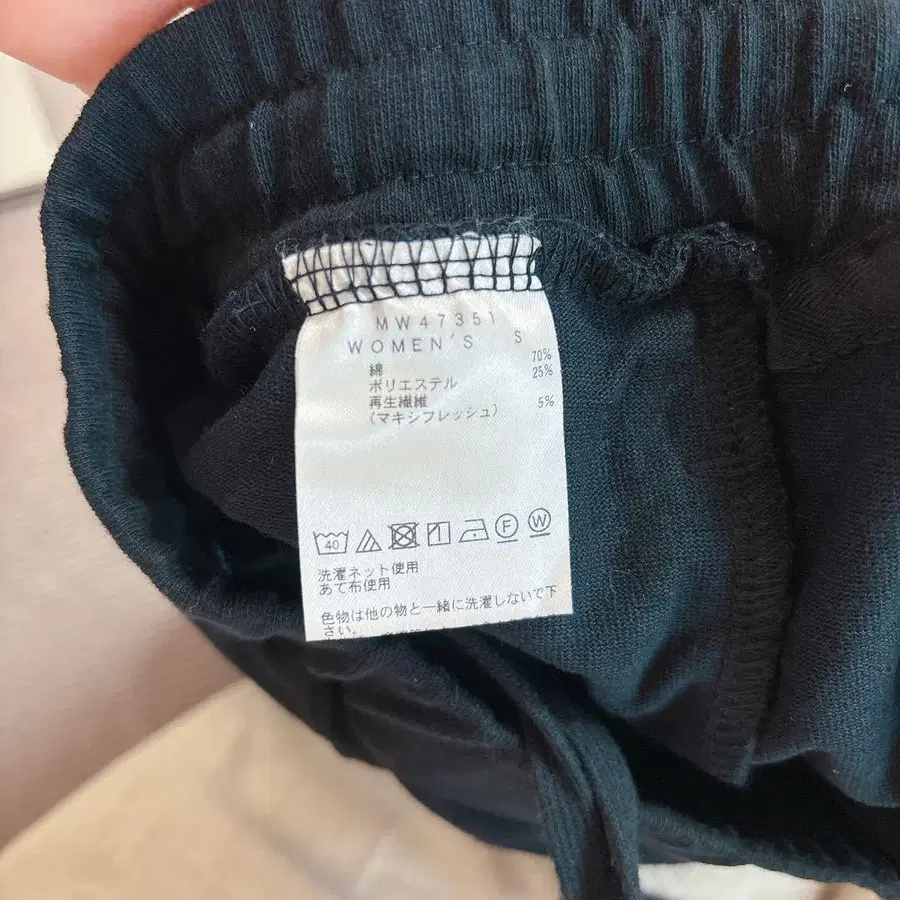 MW47351
WOMEN'S S
綿 70%
ポリエステル 25%
再生繊維 5%
(マキシフレッシュ)
40 F W
洗濯ネット使用
あて布使用
色物は他の物と一緒に洗濯しないで下
さい。